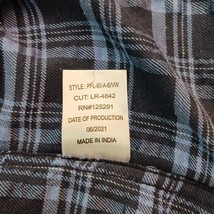 STYLE : PFL-60-A-B/VW
CUT: LR-4842
RN#125291
DATE OF PRODUCTION
06/2021
MADE IN INDIA